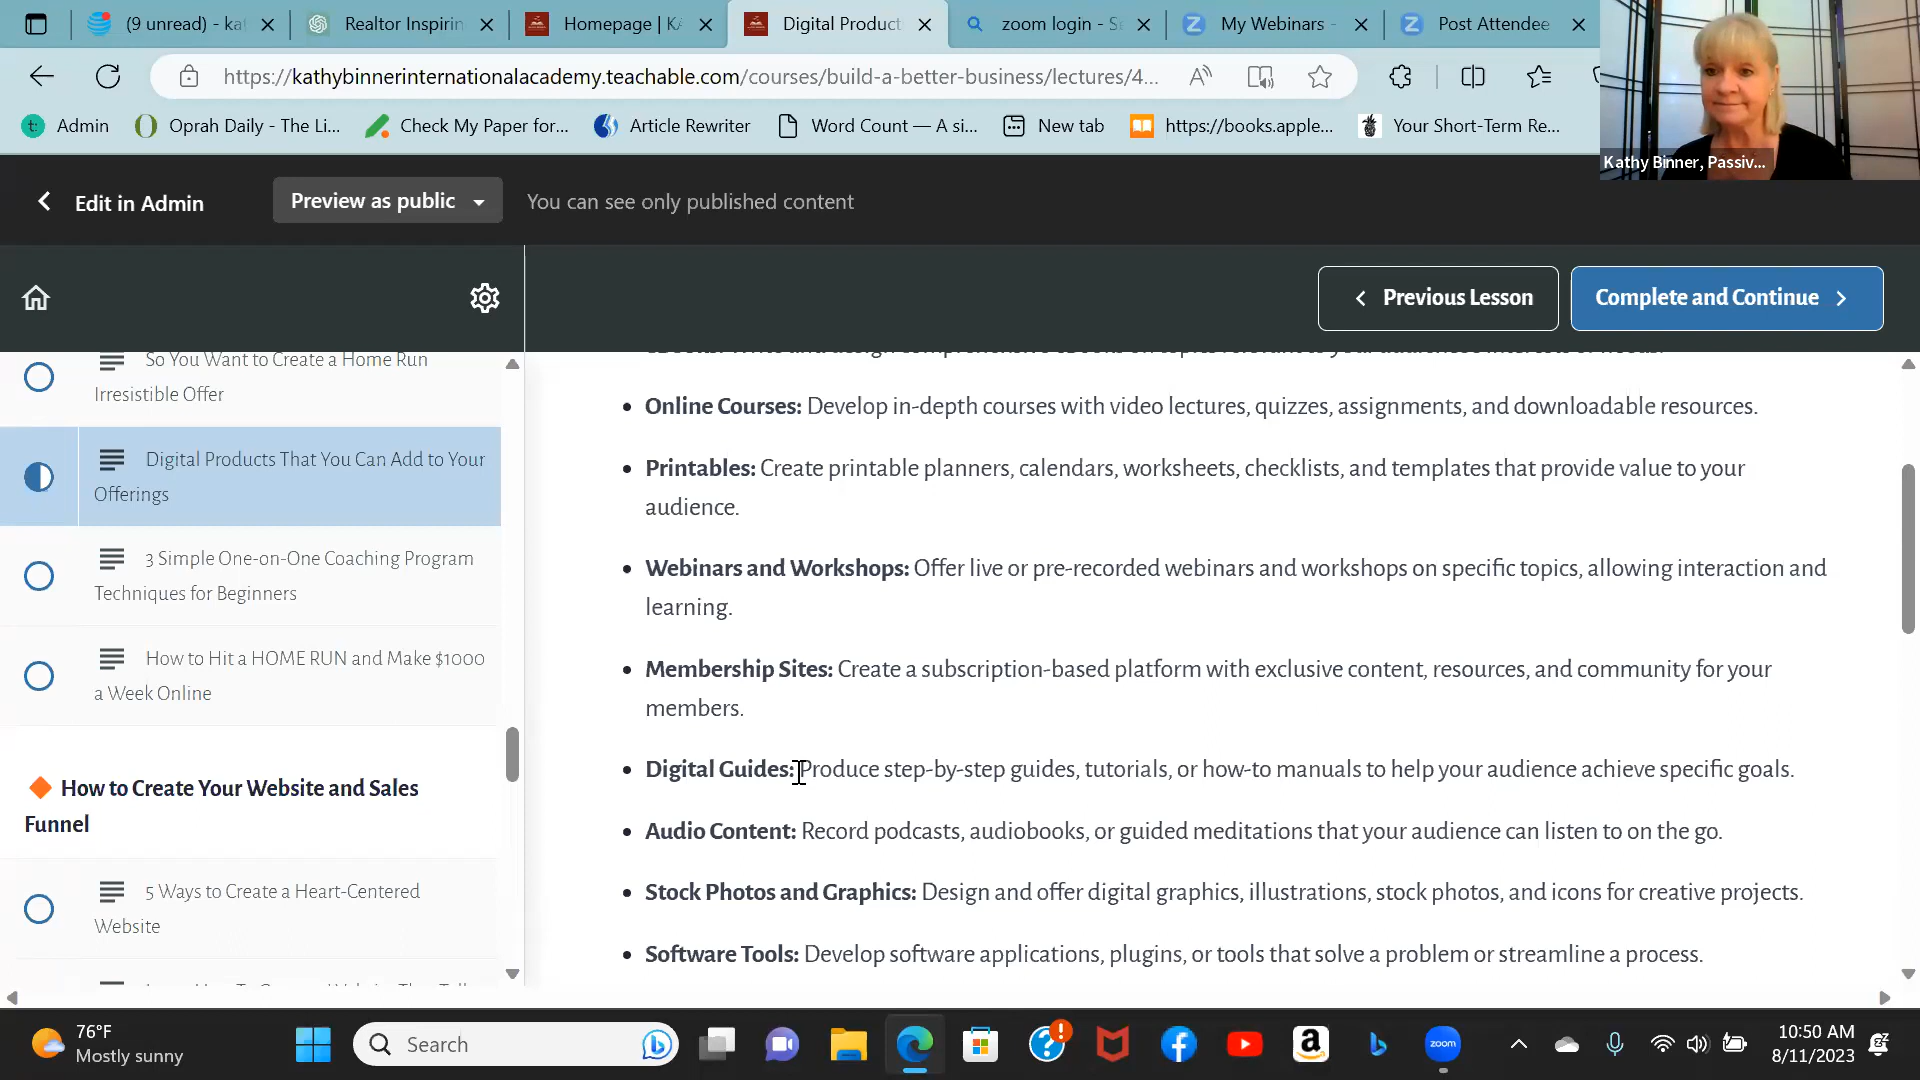 (9 unread) - kat
Realtor Inspirin
Homepage | KA
Digital Product
zoom login - Se
My Webinars -
Post Attendee
https://kathybinnerinternationalacademy.teachable.com/courses/build-a-better-business/lectures/4...
Admin
Oprah Daily - The Li...
Check My Paper for...
Article Rewriter
Word Count — A si...
New tab
https://books.apple...
Your Short-Term Re...
Kathy Binner, Passiv...
Edit in Admin
Preview as public
You can see only published content
Previous Lesson
Complete and Continue
So You Want to Create a Home Run
Irresistible Offer
Digital Products That You Can Add to Your
Offerings
3 Simple One-on-One Coaching Program
Techniques for Beginners
How to Hit a HOME RUN and Make $1000
a Week Online
How to Create Your Website and Sales
Funnel
5 Ways to Create a Heart-Centered
Website
• Online Courses: Develop in-depth courses with video lectures, quizzes, assignments, and downloadable resources.
• Printables: Create printable planners, calendars, worksheets, checklists, and templates that provide value to your
audience.
• Webinars and Workshops: Offer live or pre-recorded webinars and workshops on specific topics, allowing interaction and
learning.
• Membership Sites: Create a subscription-based platform with exclusive content, resources, and community for your
members.
• Digital Guides: Produce step-by-step guides, tutorials, or how-to manuals to help your audience achieve specific goals.
• Audio Content: Record podcasts, audiobooks, or guided meditations that your audience can listen to on the go.
• Stock Photos and Graphics: Design and offer digital graphics, illustrations, stock photos, and icons for creative projects.
• Software Tools: Develop software applications, plugins, or tools that solve a problem or streamline a process.
76°F
Mostly sunny
Search
zoom
10:50 AM
8/11/2023